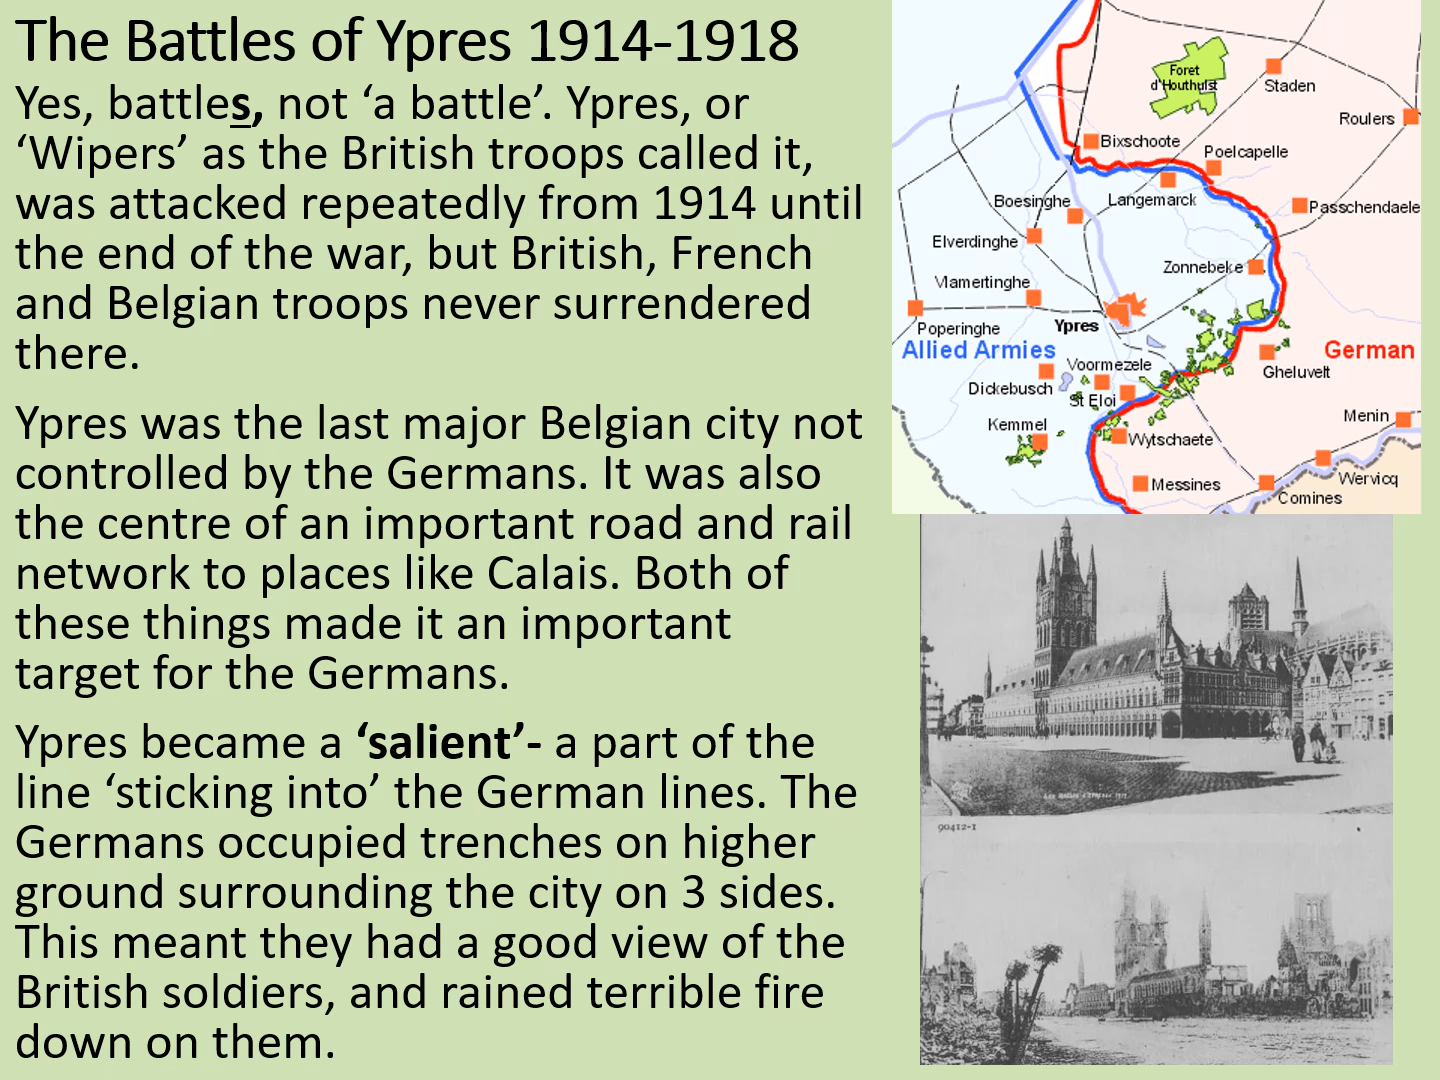 The Battles of Ypres 1914-1918
Yes, battles, not ‘a battle’. Ypres, or
‘Wipers’ as the British troops called it,
was attacked repeatedly from 1914 until
the end of the war, but British, French
and Belgian troops never surrendered
there.
Ypres was the last major Belgian city not
controlled by the Germans. It was also
the centre of an important road and rail
network to places like Calais. Both of
these things made it an important
target for the Germans.
Ypres became a ‘salient’- a part of the
line ‘sticking into’ the German lines. The
Germans occupied trenches on higher
ground surrounding the city on 3 sides.
This meant they had a good view of the
British soldiers, and rained terrible fire
down on them.
Foret
d'Houthulst
Staden
Roulers
Bixschoote
Poelcapelle
Langemarck
Boesinghe
Passchendaele
Elverdinghe
Zonnebeke
Vlamertinghe
Poperinghe
Ypres
Allied Armies
German
Voormezele
Gheluvelt
Dickebusch
St Eloi
Menin
Kemmel
Wytschaete
Wervicq
Messines
Comines
90412-1